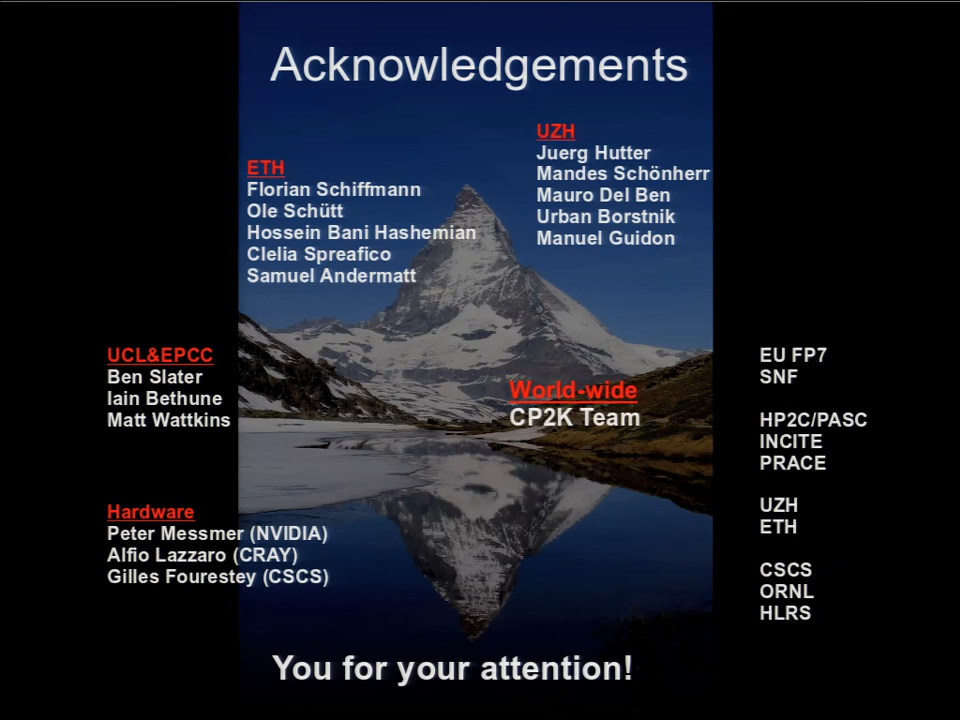 Acknowledgements
ETH
Florian Schiffmann
Ole Schütt
Hossein Bani Hashemian
Clelia Spreafico
Samuel Andermatt
UZH
Juerg Hutter
Mandes Schönherr
Mauro Del Ben
Urban Borstnik
Manuel Guidon
UCL&EPCC
Ben Slater
Iain Bethune
Matt Wattkins
World-wide
CP2K Team
EU FP7
SNF
HP2C/PASC
INCITE
PRACE
UZH
ETH
CSCS
ORNL
HLRS
Hardware
Peter Messmer (NVIDIA)
Alfio Lazzaro (CRAY)
Gilles Fourestey (CSCS)
You for your attention!